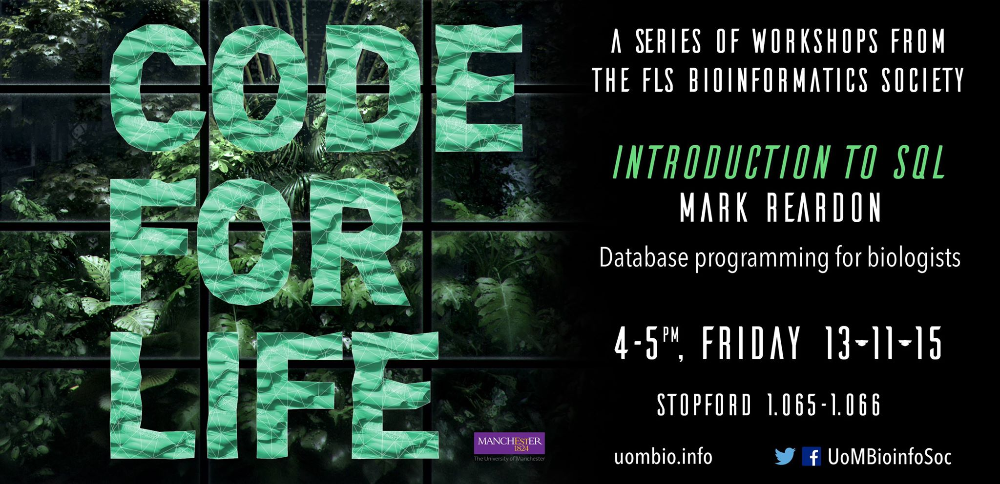 CODE
FOR
LIFE
MANCHESTER
1824
The University of Manchester
A SERIES OF WORKSHOPS FROM
THE FLS BIOINFORMATICS SOCIETY
INTRODUCTION TO SQL
MARK REARDON
Database programming for biologists
4-5PM, FRIDAY 13-11-15
STOPFORD 1.065-1.066
uombio.info
UoMBioinfoSoc